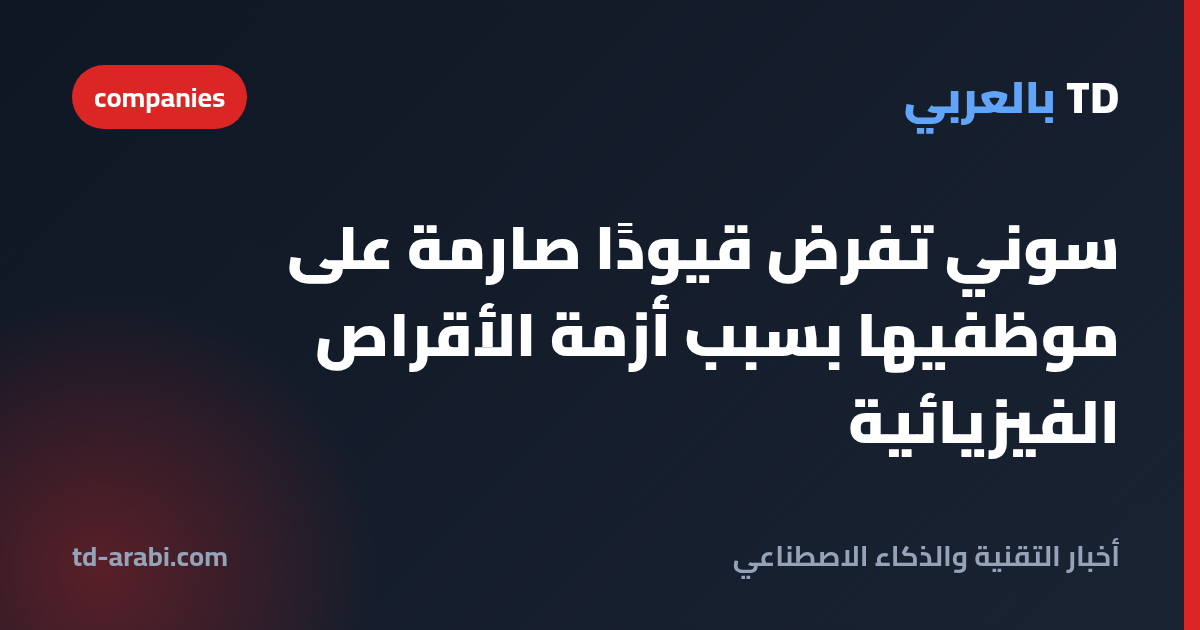 TD بالعربي
companies
سوني تفرض قيودًا صارمة على
موظفيها بسبب أزمة الأقراص
الفيزيائية
أخبار التقنية والذكاء الاصطناعي
td-arabi.com